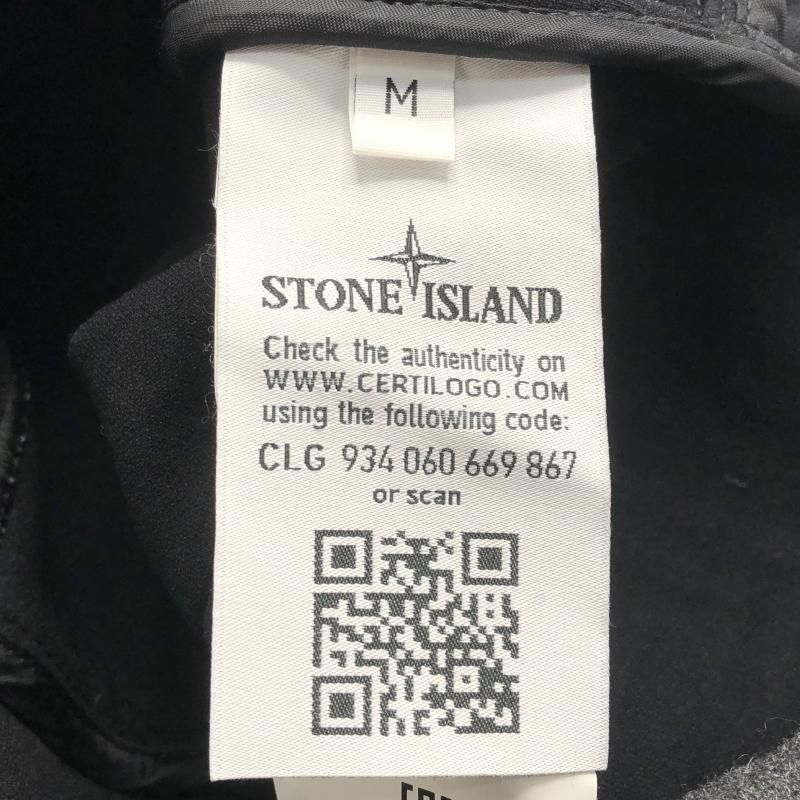 M
STONE ISLAND
Check the authenticity on
WWW.CERTILOGO.COM
using the following code:
CLG 934 060 669 867
or scan